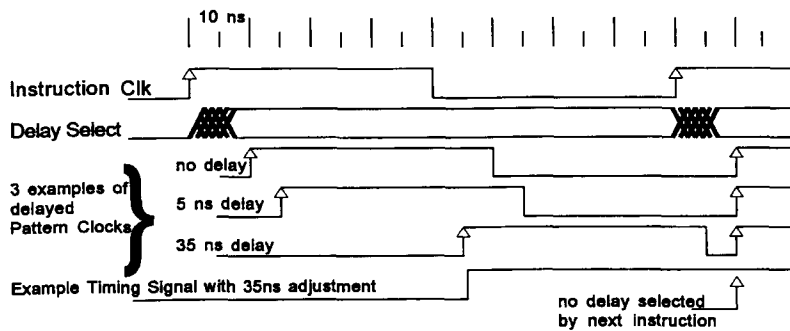 10 ns
Instruction Clk
Delay Select
no delay
3 examples of
delayed
Pattern Clocks
5 ns delay
35 ns delay
Example Timing Signal with 35ns adjustment
no delay selected
by next instruction